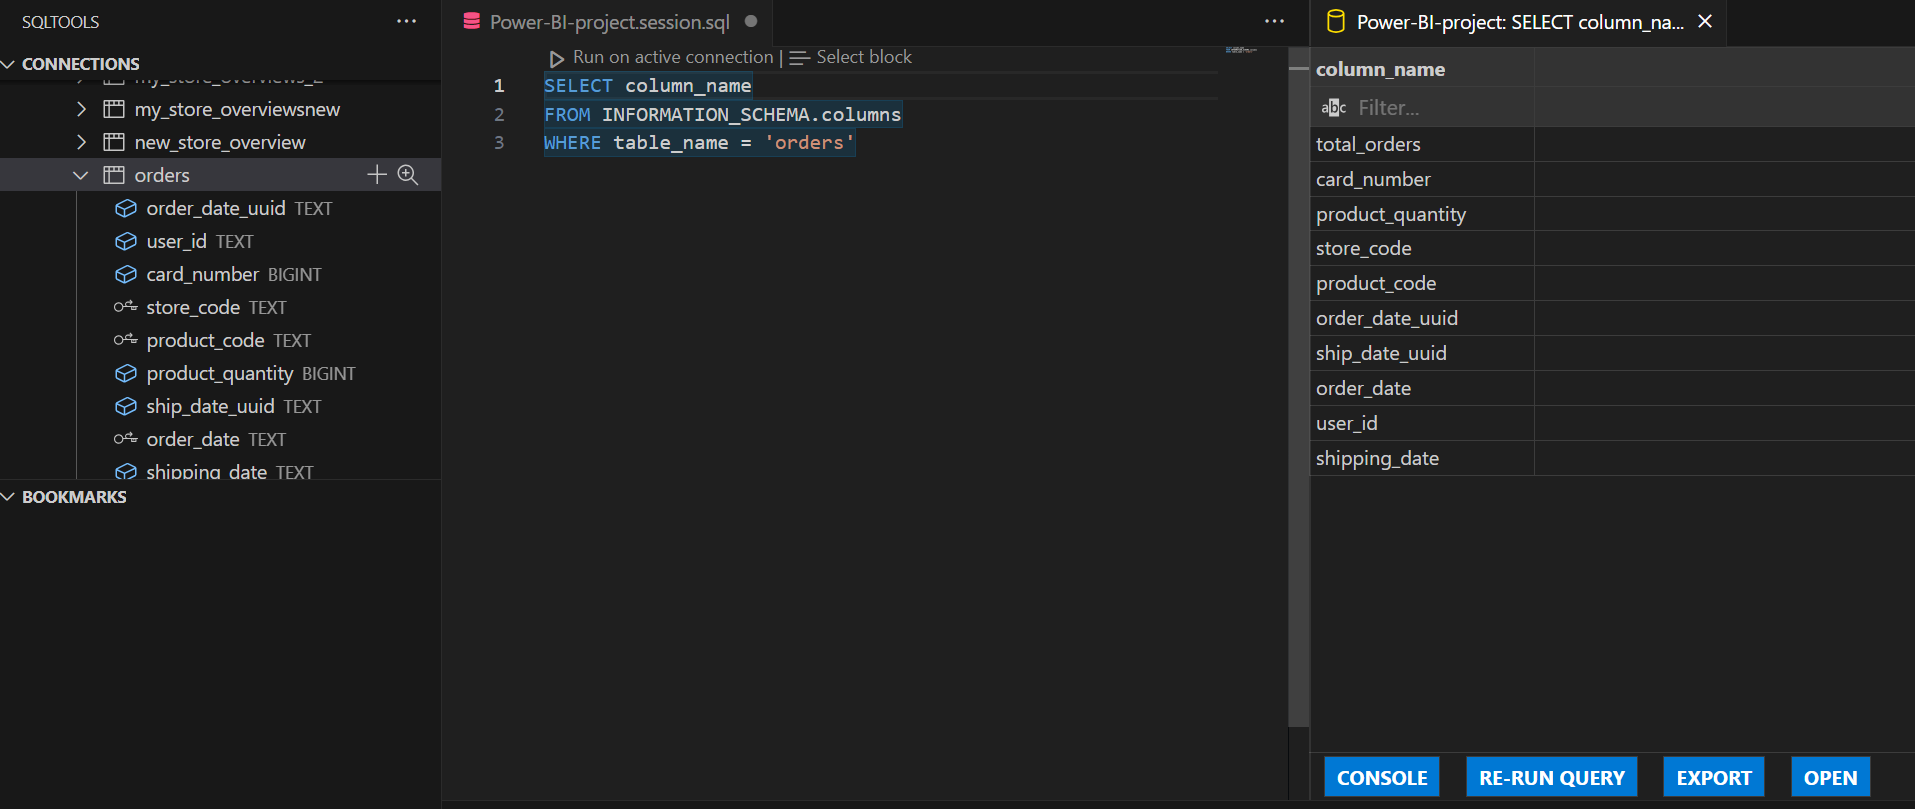 SQLTOOLS
CONNECTIONS
my_store_overviews_2
my_store_overviewsnew
new_store_overview
orders
order_date_uuid TEXT
user_id TEXT
card_number BIGINT
store_code TEXT
product_code TEXT
product_quantity BIGINT
ship_date_uuid TEXT
order_date TEXT
shipping_date TEXT
BOOKMARKS
Power-BI-project.session.sql
Run on active connection | Select block
1 SELECT column_name
2 FROM INFORMATION_SCHEMA.columns
3 WHERE table_name = 'orders'
Power-BI-project: SELECT column_na...
column_name
abc Filter...
total_orders
card_number
product_quantity
store_code
product_code
order_date_uuid
ship_date_uuid
order_date
user_id
shipping_date
CONSOLE RE-RUN QUERY EXPORT OPEN